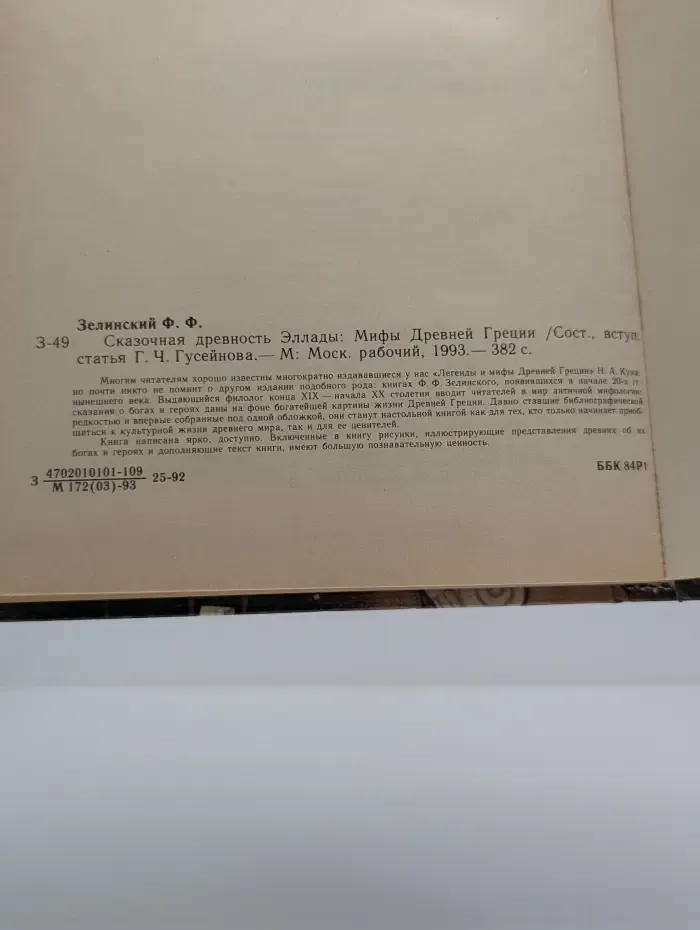 Зелинский Ф. Ф.
З-49 Сказочная древность Эллады: Мифы Древней Греции /Сост., вступ.
статья Г. Ч. Гусейнова.— М: Моск. рабочий, 1993.— 382 с.
Многим читателям хорошо известны многократно издававшиеся у нас «Легенды и мифы Древней Греции» Н. А. Куна,
но почти никто не помнит о другом издании подобного рода: книгах Ф. Ф. Зелинского, появившихся в начале 20-х гг.
нынешнего века. Выдающийся филолог конца XIX — начала XX столетия вводит читателей в мир античной мифологии:
сказания о богах и героях даны на фоне богатейшей картины жизни Древней Греции. Давно ставшие библиографической
редкостью и впервые собранные под одной обложкой, они станут настольной книгой как для тех, кто только начинает приоб-
щиться к культурной жизни древнего мира, так и для ее ценителей.
Книга написана ярко, доступно. Включенные в книгу рисунки, иллюстрирующие представления древних об их
богах и героях и дополняющие текст книги, имеют большую познавательную ценность.
З 4702010101-109 25-92
М 172(03)-93
ББК 84Р1